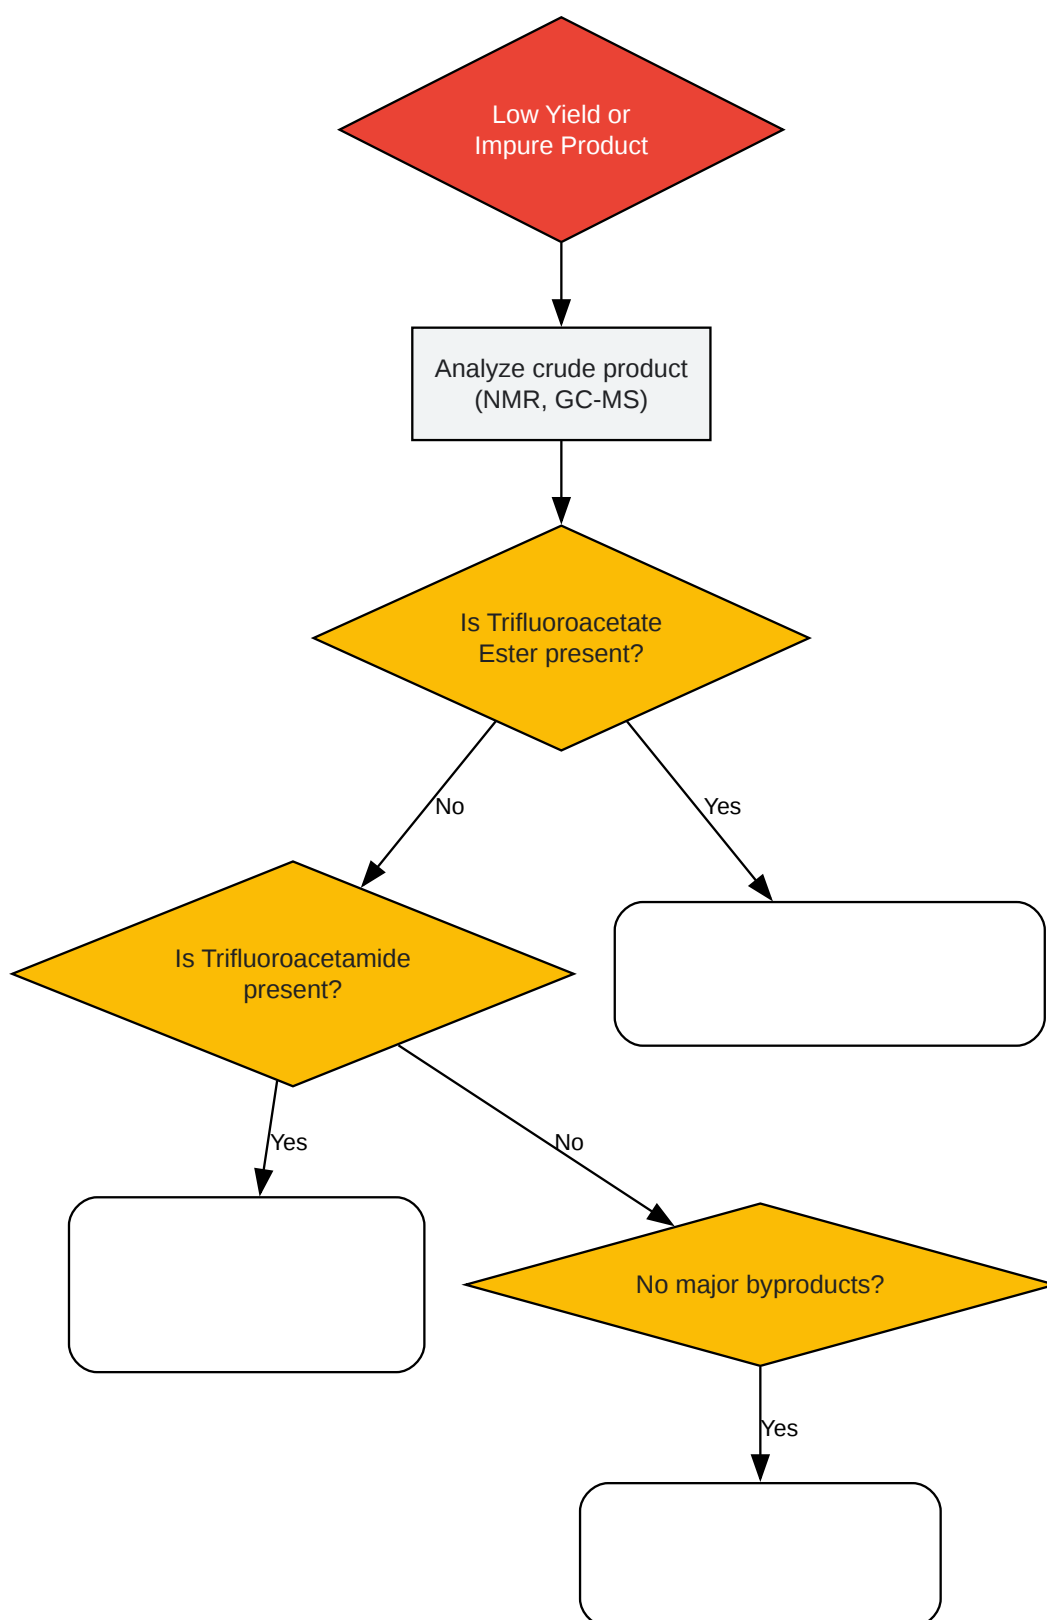 Low Yield or
Impure Product
Analyze crude product
(NMR, GC-MS)
Is Trifluoroacetate
Ester present?
No
Yes
Is Trifluoroacetamide
present?
Yes
No
No major byproducts?
Yes